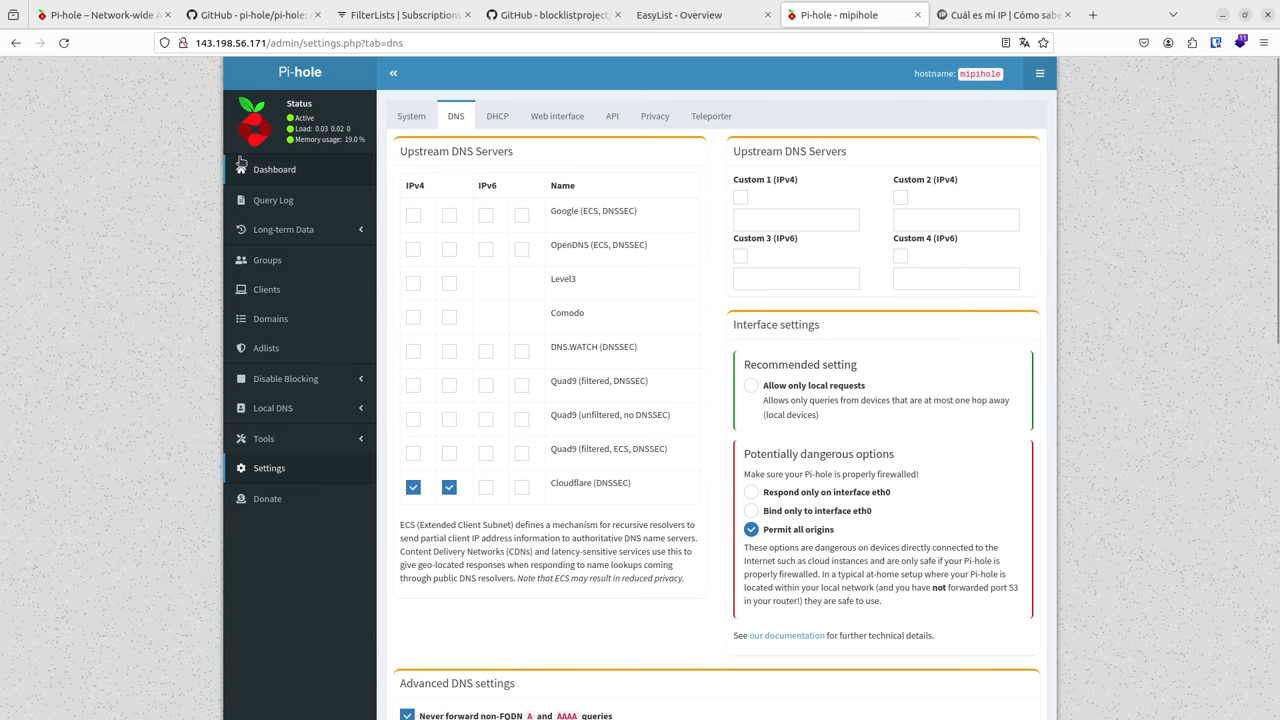 Pi-hole – Network-wide A
GitHub - pi-hole/pi-hole:
FilterLists | Subscriptions
GitHub - blocklistproject/
EasyList - Overview
Pi-hole - mipihole
Cuál es mi IP | Cómo sabe
143.198.56.171/admin/settings.php?tab=dns
Pi-hole
hostname: mipihole
Status
Active
Load: 0.03 0.02 0
Memory usage: 19.0 %
Dashboard
Query Log
Long-term Data
Groups
Clients
Domains
Adlists
Disable Blocking
Local DNS
Tools
Settings
Donate
System DNS DHCP Web interface API Privacy Teleporter
Upstream DNS Servers
IPv4 IPv6 Name
Google (ECS, DNSSEC)
OpenDNS (ECS, DNSSEC)
Level3
Comodo
DNS.WATCH (DNSSEC)
Quad9 (filtered, DNSSEC)
Quad9 (unfiltered, no DNSSEC)
Quad9 (filtered, ECS, DNSSEC)
Cloudflare (DNSSEC)
ECS (Extended Client Subnet) defines a mechanism for recursive resolvers to
send partial client IP address information to authoritative DNS name servers.
Content Delivery Networks (CDNs) and latency-sensitive services use this to
give geo-located responses when responding to name lookups coming
through public DNS resolvers. Note that ECS may result in reduced privacy.
Upstream DNS Servers
Custom 1 (IPv4) Custom 2 (IPv4)
Custom 3 (IPv6) Custom 4 (IPv6)
Interface settings
Recommended setting
Allow only local requests
Allows only queries from devices that are at most one hop away
(local devices)
Potentially dangerous options
Make sure your Pi-hole is properly firewalled!
Respond only on interface eth0
Bind only to interface eth0
Permit all origins
These options are dangerous on devices directly connected to the
Internet such as cloud instances and are only safe if your Pi-hole is
properly firewalled. In a typical at-home setup where your Pi-hole is
located within your local network (and you have not forwarded port 53
in your router!) they are safe to use.
See our documentation for further technical details.
Advanced DNS settings
Never forward non-FQDN A and AAAA queries